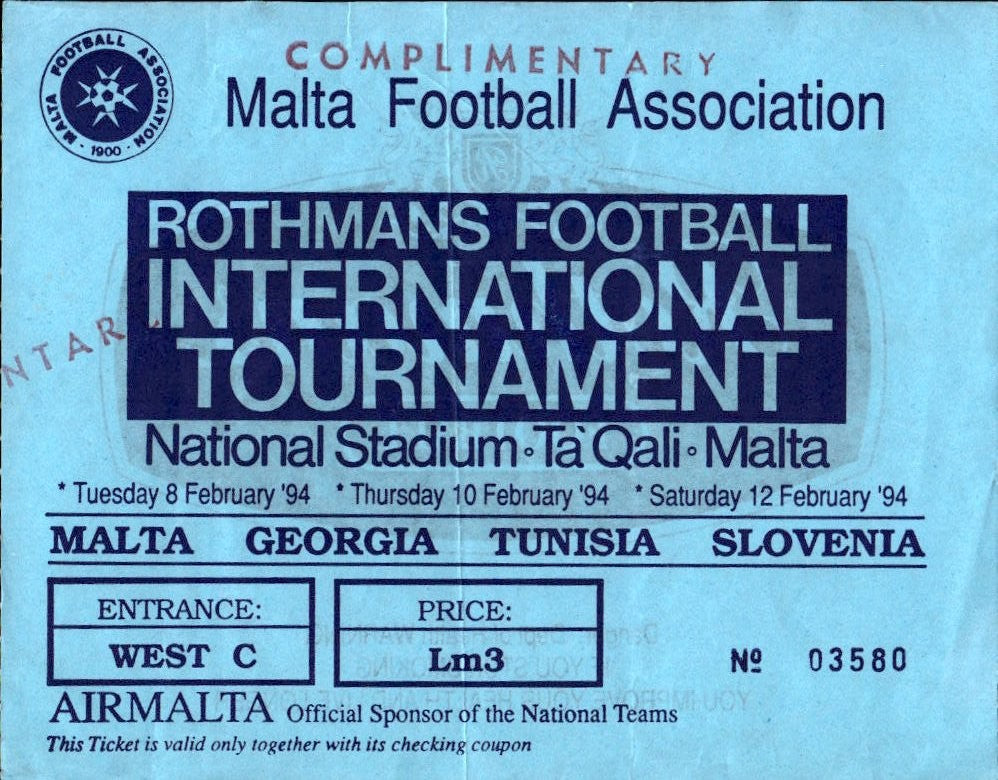 COMPLIMENTARY
MALTA FOOTBALL ASSOCIATION
· 1900 ·
Malta Football Association
ROTHMANS FOOTBALL
INTERNATIONAL
TOURNAMENT
NTAR
National Stadium ∘ Ta` Qali ∘ Malta
* Tuesday 8 February '94 * Thursday 10 February '94 * Saturday 12 February '94
MALTA GEORGIA TUNISIA SLOVENIA
ENTRANCE:
WEST C
PRICE:
Lm3
Nº 03580
AIRMALTA Official Sponsor of the National Teams
This Ticket is valid only together with its checking coupon